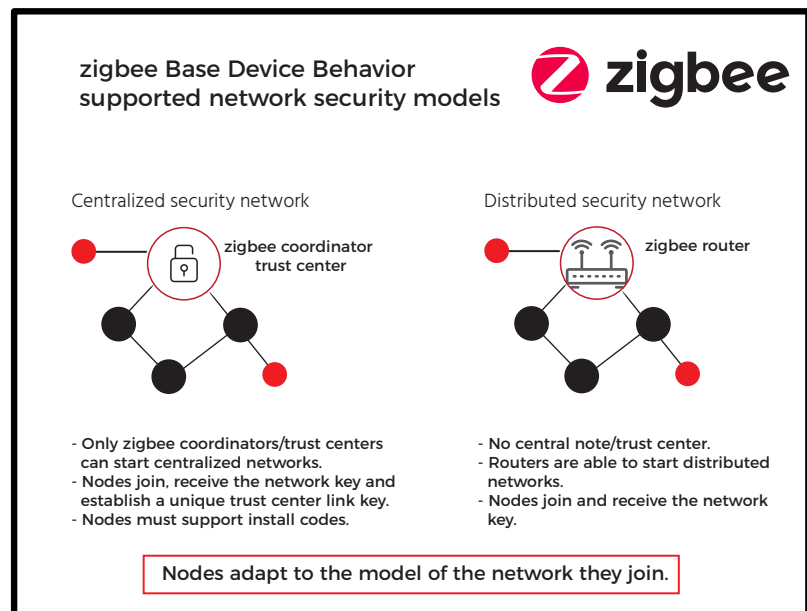 zigbee Base Device Behavior
supported network security models
zigbee
Centralized security network
zigbee coordinator
trust center
- Only zigbee coordinators/trust centers
can start centralized networks.
- Nodes join, receive the network key and
establish a unique trust center link key.
- Nodes must support install codes.
Distributed security network
zigbee router
- No central note/trust center.
- Routers are able to start distributed
networks.
- Nodes join and receive the network
key.
Nodes adapt to the model of the network they join.